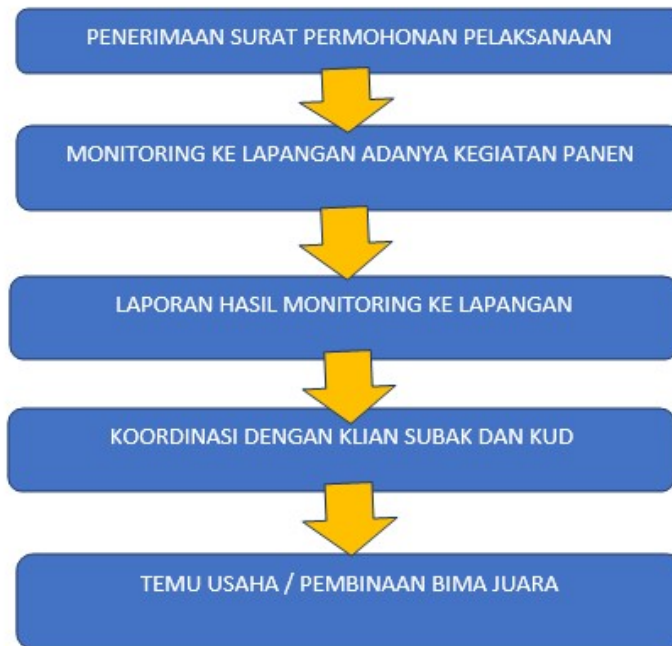 PENERIMAAN SURAT PERMOHONAN PELAKSANAAN
MONITORING KE LAPANGAN ADANYA KEGIATAN PANEN
LAPORAN HASIL MONITORING KE LAPANGAN
KOORDINASI DENGAN KLIAN SUBAK DAN KUD
TEMU USAHA / PEMBINAAN BIMA JUARA